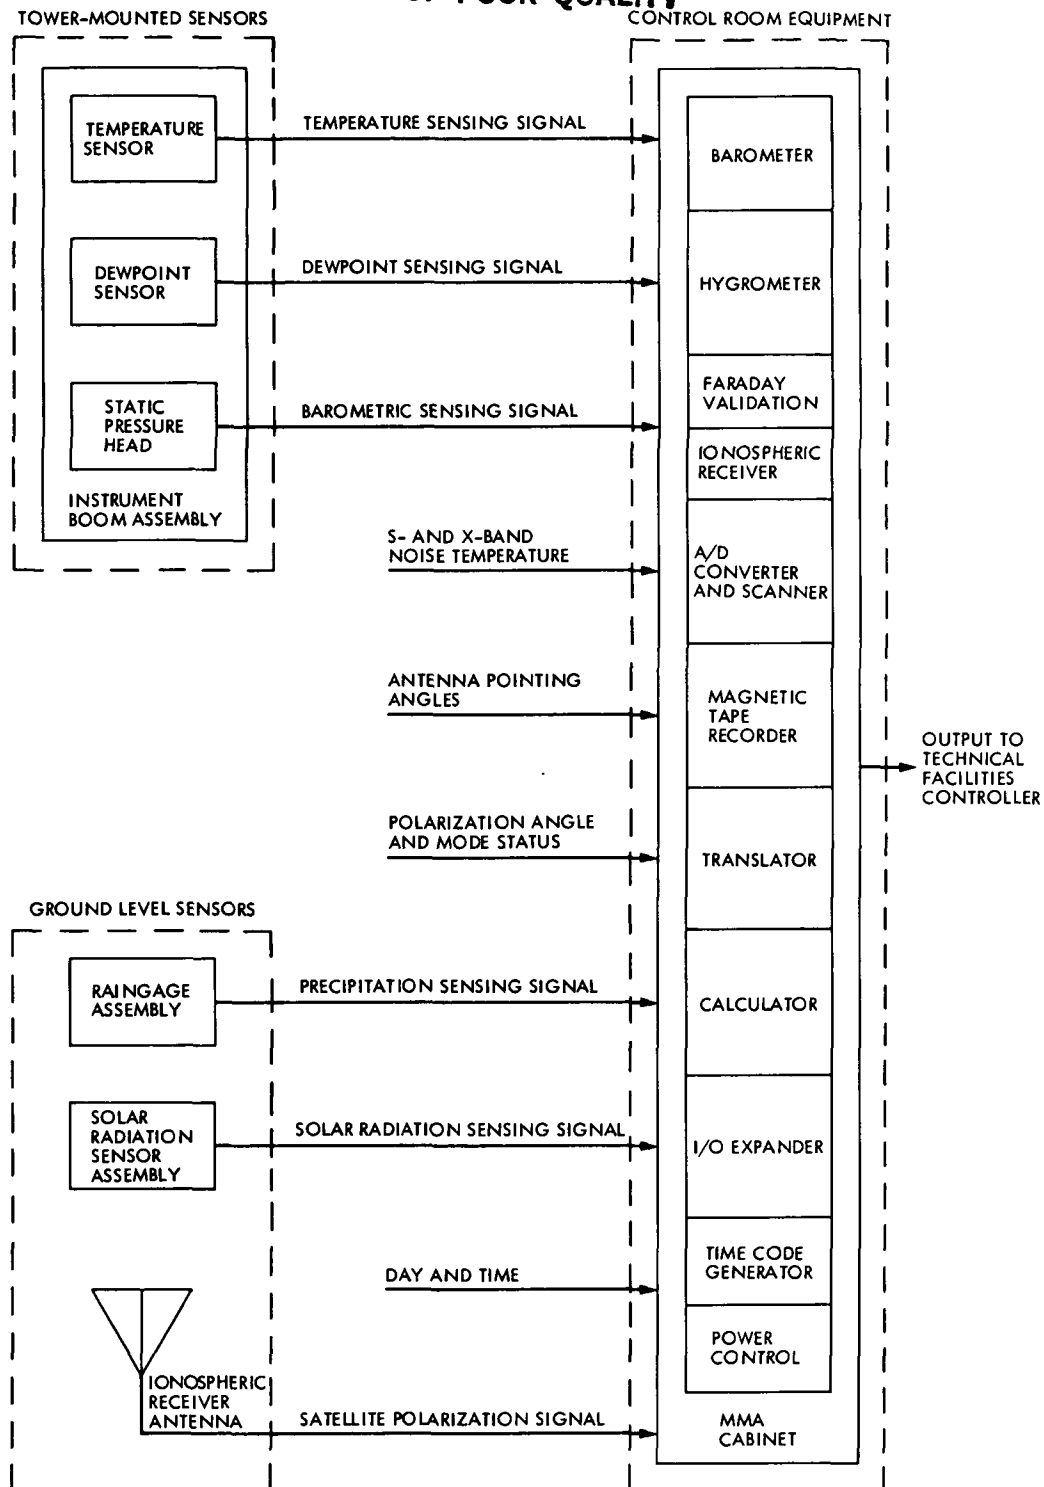 OF POOR QUALITY
TOWER-MOUNTED SENSORS
CONTROL ROOM EQUIPMENT
TEMPERATURE
SENSOR
TEMPERATURE SENSING SIGNAL
BAROMETER
DEWPOINT
SENSOR
DEWPOINT SENSING SIGNAL
HYGROMETER
STATIC
PRESSURE
HEAD
BAROMETRIC SENSING SIGNAL
FARADAY
VALIDATION
IONOSPHERIC
RECEIVER
INSTRUMENT
BOOM ASSEMBLY
S- AND X-BAND
NOISE TEMPERATURE
A/D
CONVERTER
AND SCANNER
ANTENNA POINTING
ANGLES
MAGNETIC
TAPE
RECORDER
OUTPUT TO
TECHNICAL
FACILITIES
CONTROLLER
POLARIZATION ANGLE
AND MODE STATUS
TRANSLATOR
GROUND LEVEL SENSORS
RAINGAGE
ASSEMBLY
PRECIPITATION SENSING SIGNAL
CALCULATOR
SOLAR
RADIATION
SENSOR
ASSEMBLY
SOLAR RADIATION SENSING SIGNAL
I/O EXPANDER
DAY AND TIME
TIME CODE
GENERATOR
POWER
CONTROL
IONOSPHERIC
RECEIVER
ANTENNA
SATELLITE POLARIZATION SIGNAL
MMA
CABINET